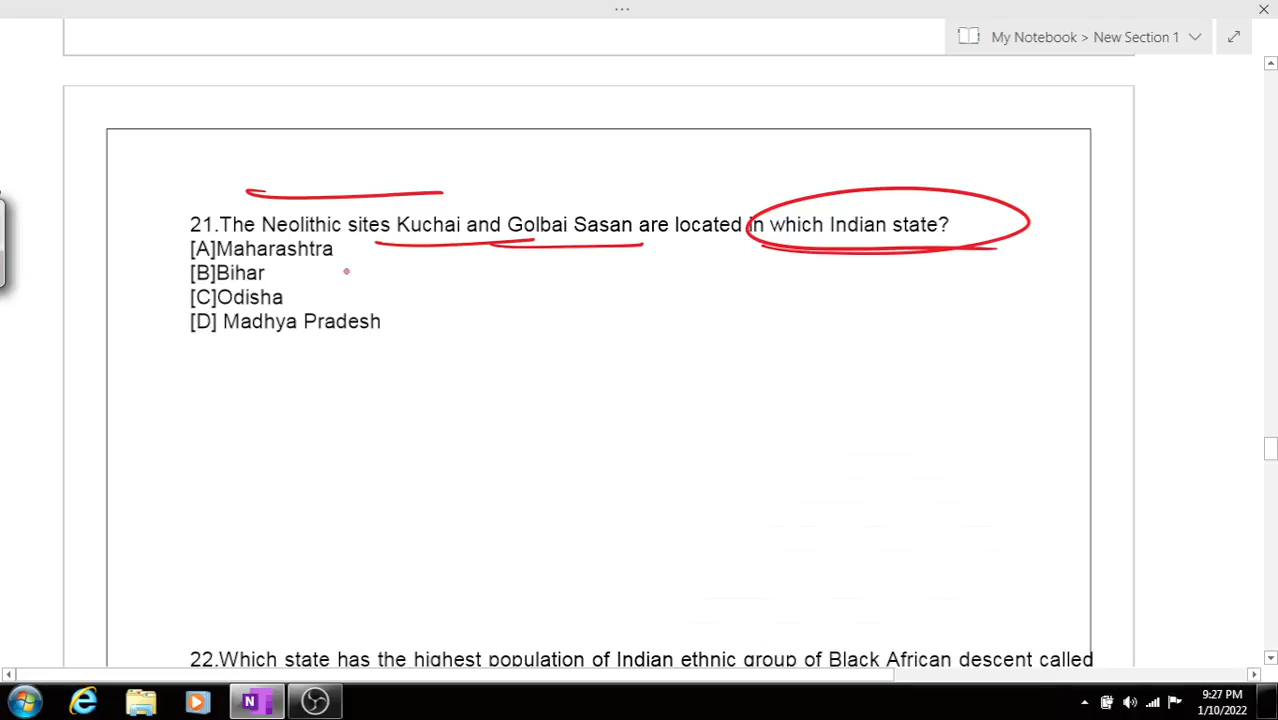 My Notebook > New Section 1
21.The Neolithic sites Kuchai and Golbai Sasan are located in which Indian state?
[A]Maharashtra
[B]Bihar
[C]Odisha
[D] Madhya Pradesh
22.Which state has the highest population of Indian ethnic group of Black African descent called
9:27 PM
1/10/2022